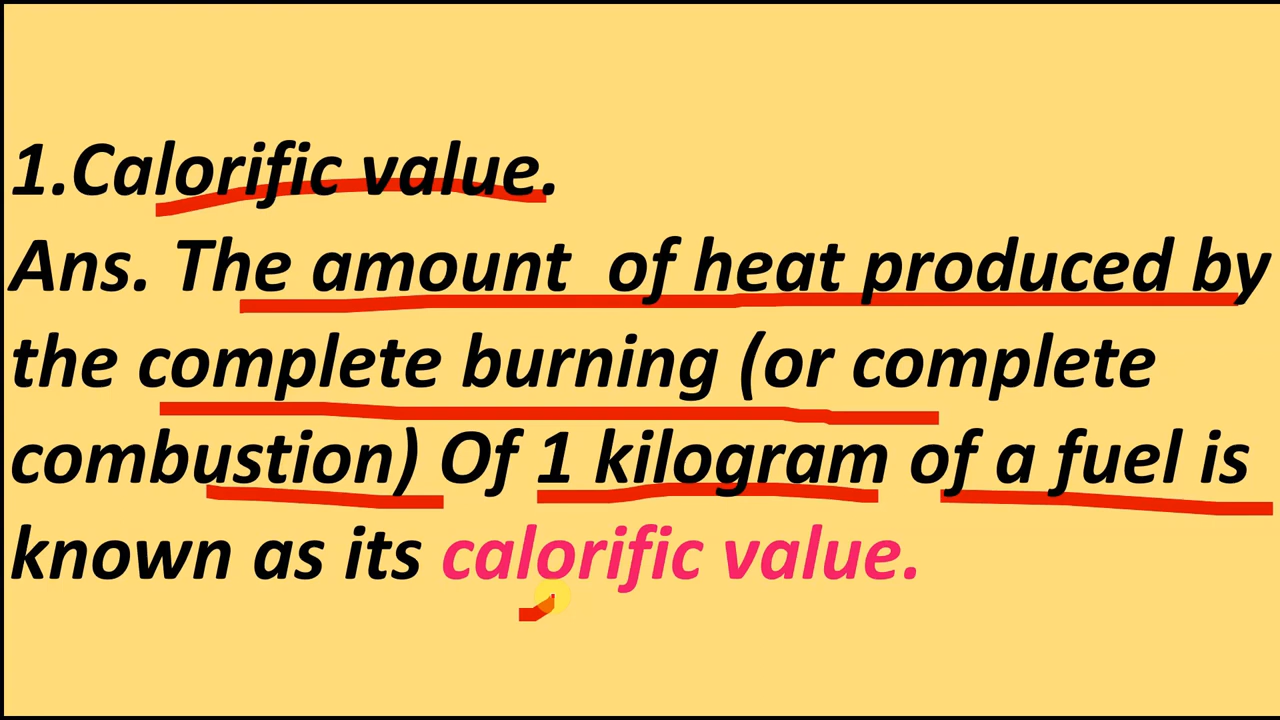 1.Calorific value.
Ans. The amount  of heat produced by
the complete burning (or complete
combustion) Of 1 kilogram of a fuel is
known as its calorific value.